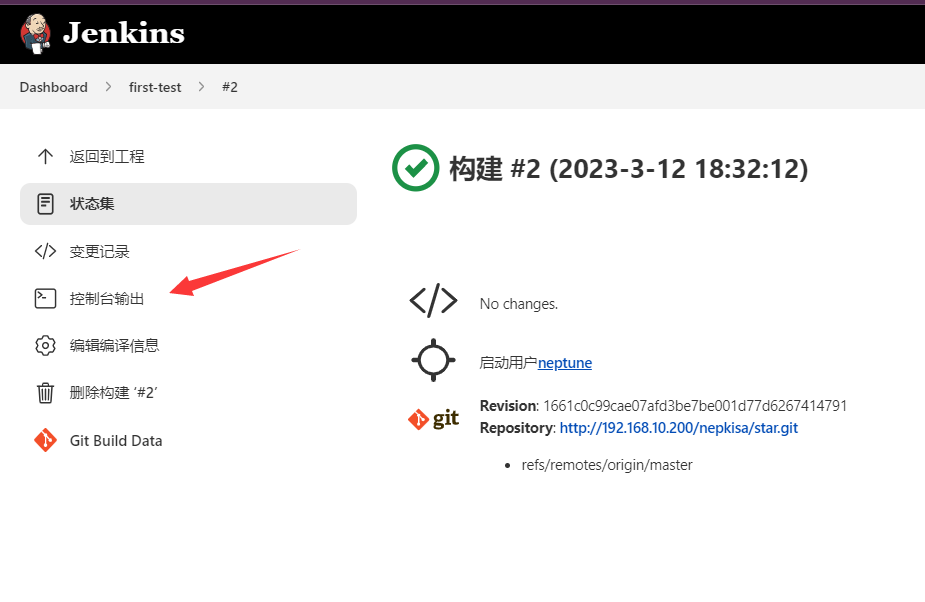 Jenkins
Dashboard
first-test
#2
返回到工程
状态集
变更记录
控制台输出
编辑编译信息
删除构建 ‘#2’
Git Build Data
构建 #2 (2023-3-12 18:32:12)
No changes.
启动用户neptune
git
Revision: 1661c0c99cae07afd3be7be001d77d6267414791
Repository: http://192.168.10.200/nepkisa/star.git
refs/remotes/origin/master